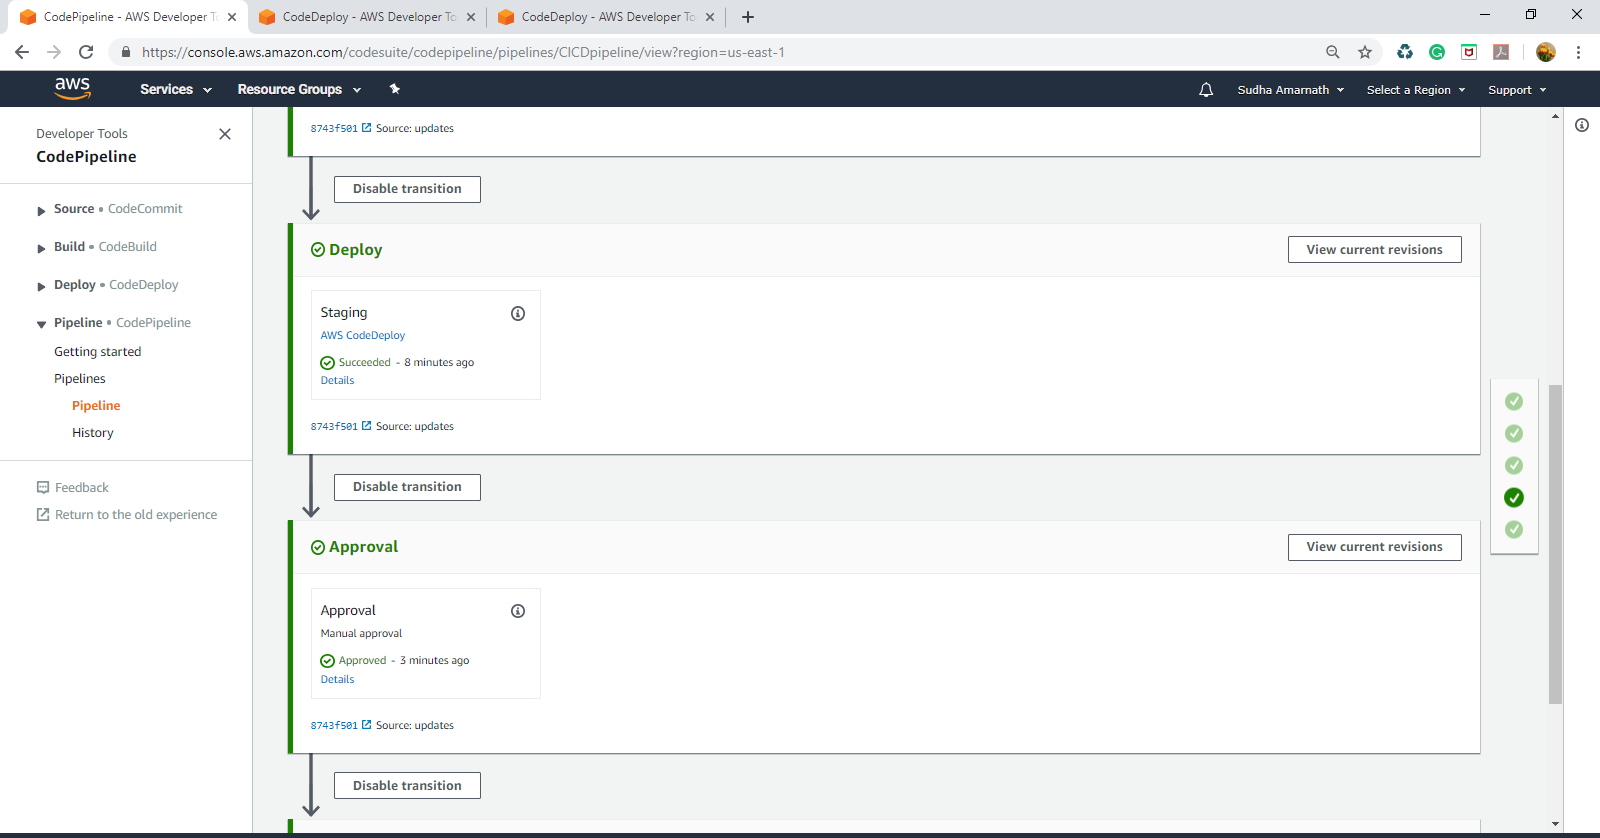 CodePipeline - AWS Developer To
CodeDeploy - AWS Developer To
CodeDeploy - AWS Developer To
https://console.aws.amazon.com/codesuite/codepipeline/pipelines/CICDpipeline/view?region=us-east-1
aws Services Resource Groups Sudha Amarnath Select a Region Support
Developer Tools
CodePipeline
Source • CodeCommit
Build • CodeBuild
Deploy • CodeDeploy
Pipeline • CodePipeline
Getting started
Pipelines
Pipeline
History
Feedback
Return to the old experience
8743f501 Source: updates
Disable transition
Deploy
View current revisions
Staging
AWS CodeDeploy
Succeeded - 8 minutes ago
Details
8743f501 Source: updates
Disable transition
Approval
View current revisions
Approval
Manual approval
Approved - 3 minutes ago
Details
8743f501 Source: updates
Disable transition